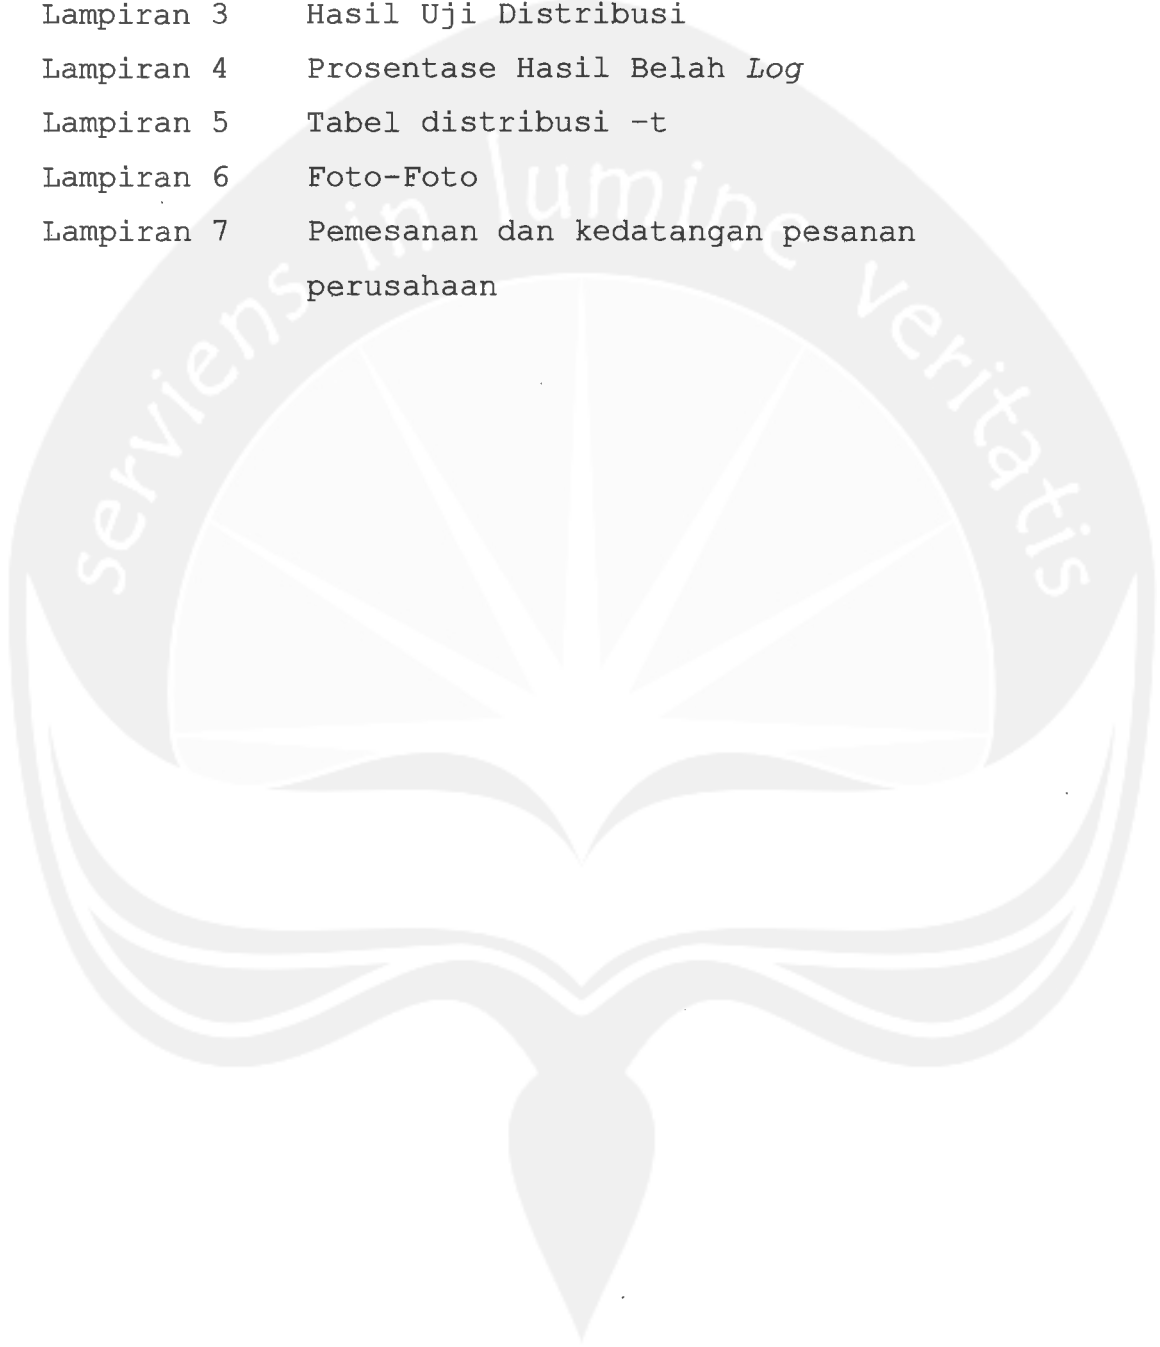 Lampiran 3 Hasil Uji Distribusi
Lampiran 4 Prosentase Hasil Belah Log
Lampiran 5 Tabel distribusi -t
Lampiran 6 Foto-Foto
Lampiran 7 Pemesanan dan kedatangan pesanan
perusahaan
serviens in lumine veritatis